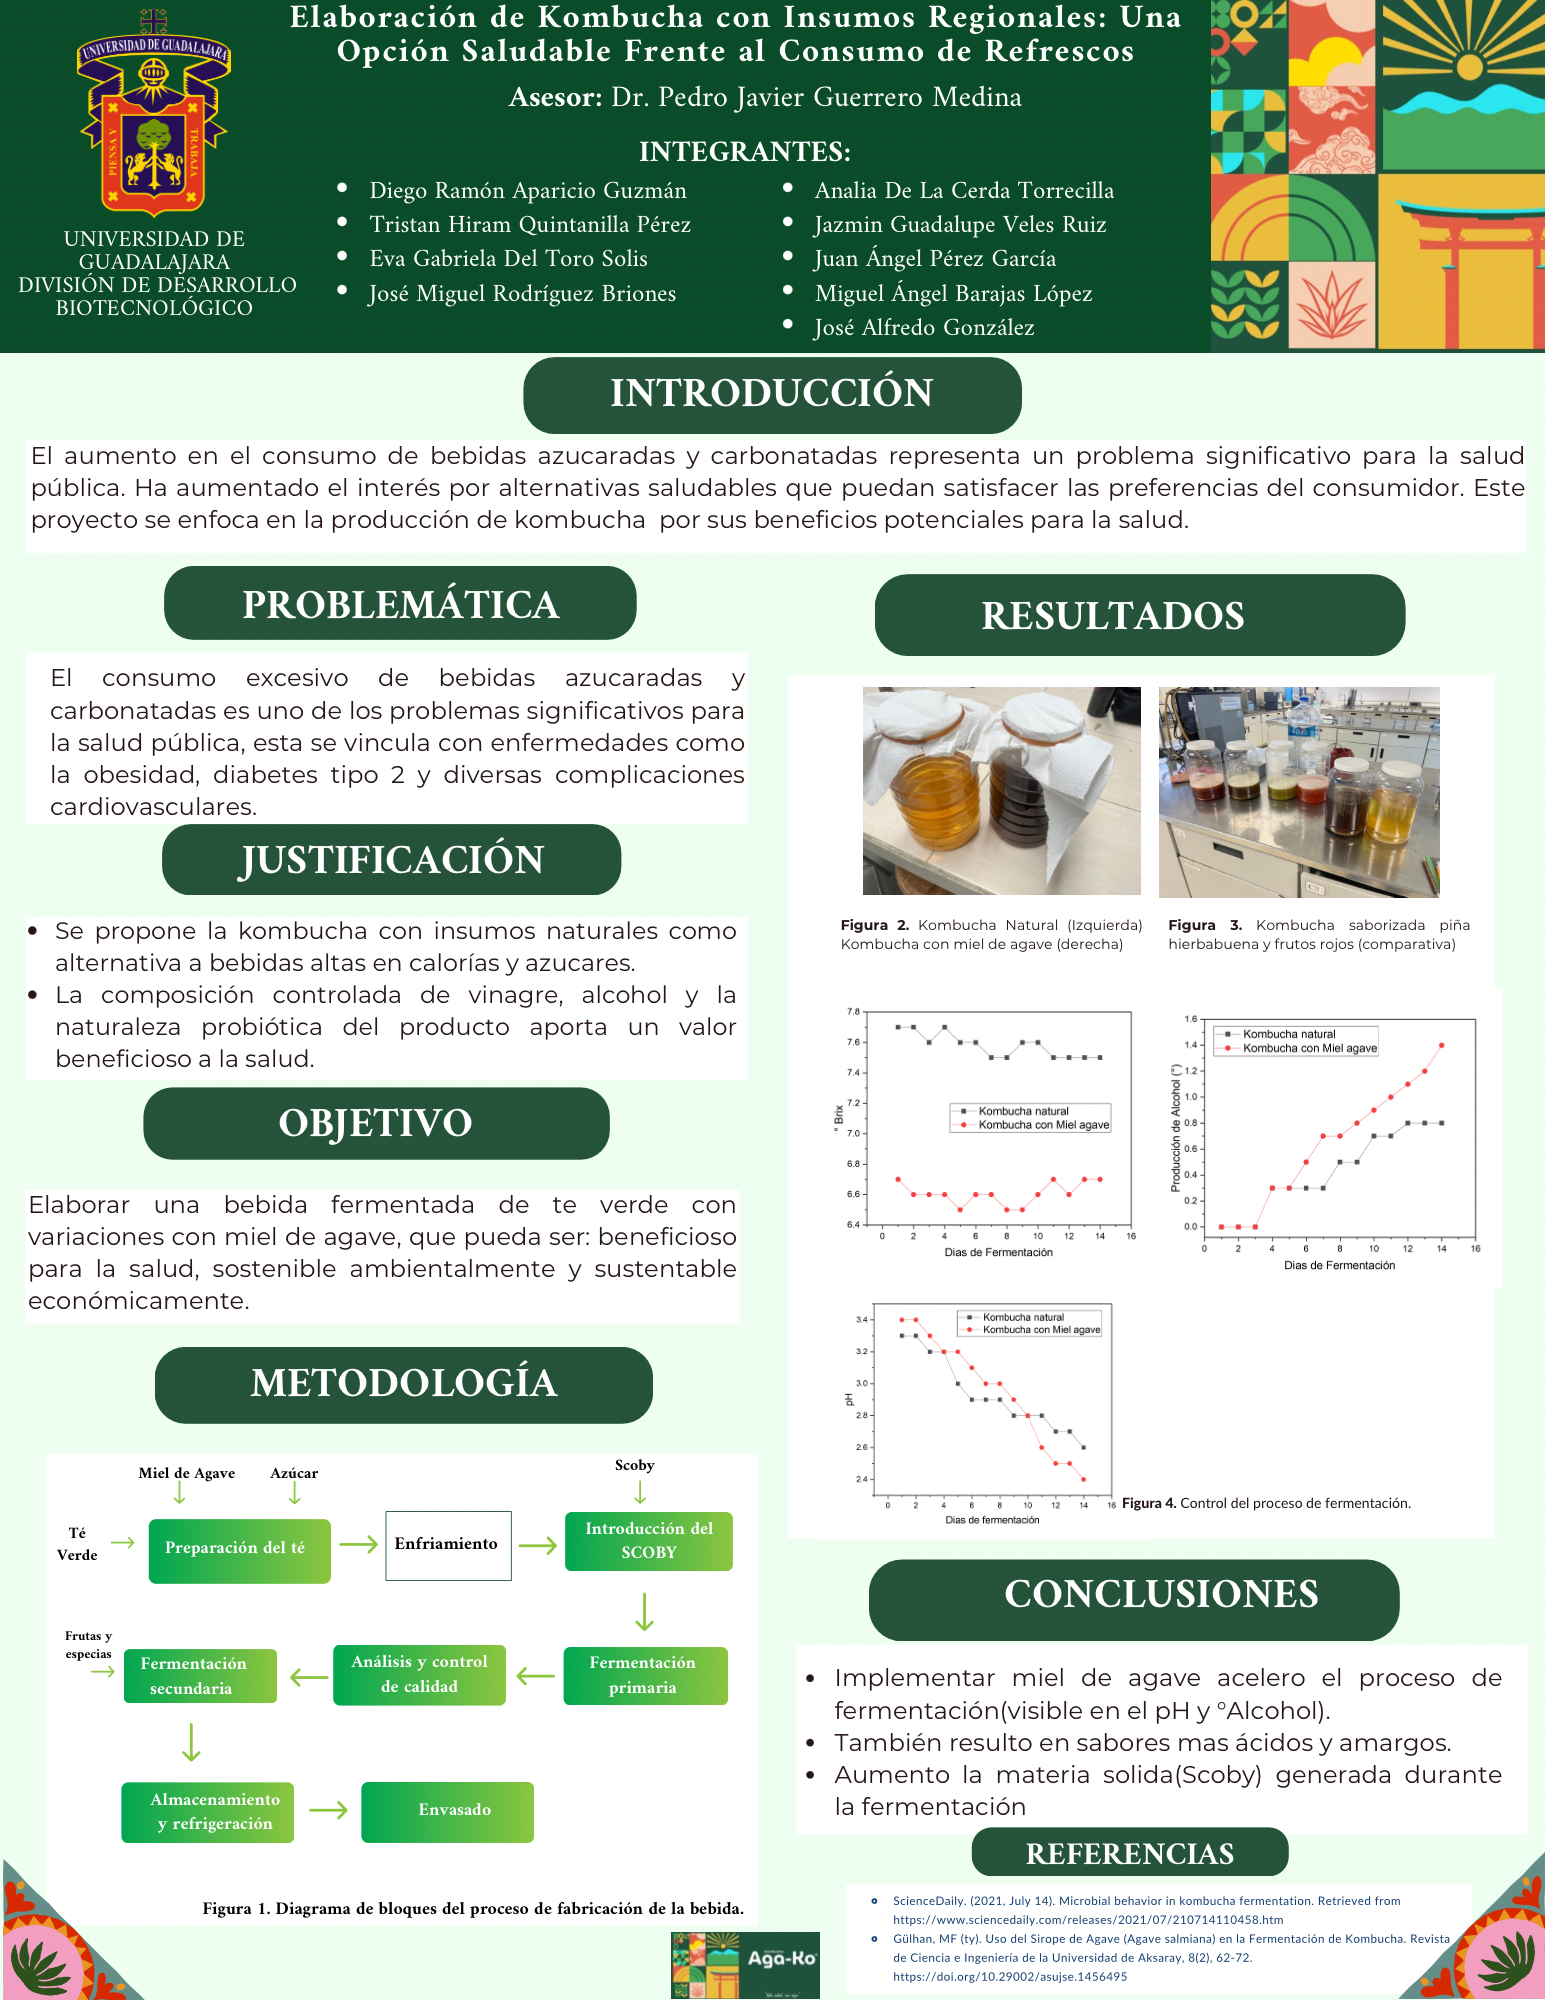 Elaboración de Kombucha con Insumos Regionales: Una
Opción Saludable Frente al Consumo de Refrescos
Asesor: Dr. Pedro Javier Guerrero Medina
INTEGRANTES:
• Diego Ramón Aparicio Guzmán
• Tristan Hiram Quintanilla Pérez
• Eva Gabriela Del Toro Solis
• José Miguel Rodríguez Briones
• Analia De La Cerda Torrecilla
• Jazmin Guadalupe Veles Ruiz
• Juan Ángel Pérez García
• Miguel Ángel Barajas López
• José Alfredo González
UNIVERSIDAD DE GUADALAJARA
PIENSA Y
TRABAJA
UNIVERSIDAD DE
GUADALAJARA
DIVISIÓN DE DESARROLLO
BIOTECNOLÓGICO
INTRODUCCIÓN
El aumento en el consumo de bebidas azucaradas y carbonatadas representa un problema significativo para la salud
pública. Ha aumentado el interés por alternativas saludables que puedan satisfacer las preferencias del consumidor. Este
proyecto se enfoca en la producción de kombucha por sus beneficios potenciales para la salud.
PROBLEMÁTICA
El consumo excesivo de bebidas azucaradas y
carbonatadas es uno de los problemas significativos para
la salud pública, esta se vincula con enfermedades como
la obesidad, diabetes tipo 2 y diversas complicaciones
cardiovasculares.
JUSTIFICACIÓN
• Se propone la kombucha con insumos naturales como
alternativa a bebidas altas en calorías y azucares.
• La composición controlada de vinagre, alcohol y la
naturaleza probiótica del producto aporta un valor
beneficioso a la salud.
OBJETIVO
Elaborar una bebida fermentada de te verde con
variaciones con miel de agave, que pueda ser: beneficioso
para la salud, sostenible ambientalmente y sustentable
económicamente.
METODOLOGÍA
Miel de Agave
Azúcar
Scoby
Té
Verde
Preparación del té
Enfriamiento
Introducción del
SCOBY
Frutas y
especias
Fermentación
secundaria
Análisis y control
de calidad
Fermentación
primaria
Almacenamiento
y refrigeración
Envasado
Figura 1. Diagrama de bloques del proceso de fabricación de la bebida.
Aga-Ko
RESULTADOS
Figura 2. Kombucha Natural (Izquierda)
Kombucha con miel de agave (derecha)
Figura 3. Kombucha saborizada piña
hierbabuena y frutos rojos (comparativa)
7.8
7.6
7.4
7.2
7.0
6.8
6.6
6.4
° Brix
Kombucha natural
Kombucha con Miel agave
0 2 4 6 8 10 12 14 16
Dias de Fermentación
1.6
1.4
1.2
1.0
0.8
0.6
0.4
0.2
0.0
Producción de Alcohol (°)
Kombucha natural
Kombucha con Miel agave
0 2 4 6 8 10 12 14 16
Dias de Fermentación
3.4
3.2
3.0
2.8
2.6
2.4
pH
Kombucha natural
Kombucha con Miel agave
0 2 4 6 8 10 12 14 16
Dias de fermentación
Figura 4. Control del proceso de fermentación.
CONCLUSIONES
• Implementar miel de agave acelero el proceso de
fermentación(visible en el pH y °Alcohol).
• También resulto en sabores mas ácidos y amargos.
• Aumento la materia solida(Scoby) generada durante
la fermentación
REFERENCIAS
ScienceDaily. (2021, July 14). Microbial behavior in kombucha fermentation. Retrieved from
https://www.sciencedaily.com/releases/2021/07/210714110458.htm
Gülhan, MF (ty). Uso del Sirope de Agave (Agave salmiana) en la Fermentación de Kombucha. Revista
de Ciencia e Ingeniería de la Universidad de Aksaray, 8(2), 62-72.
https://doi.org/10.29002/asujse.1456495